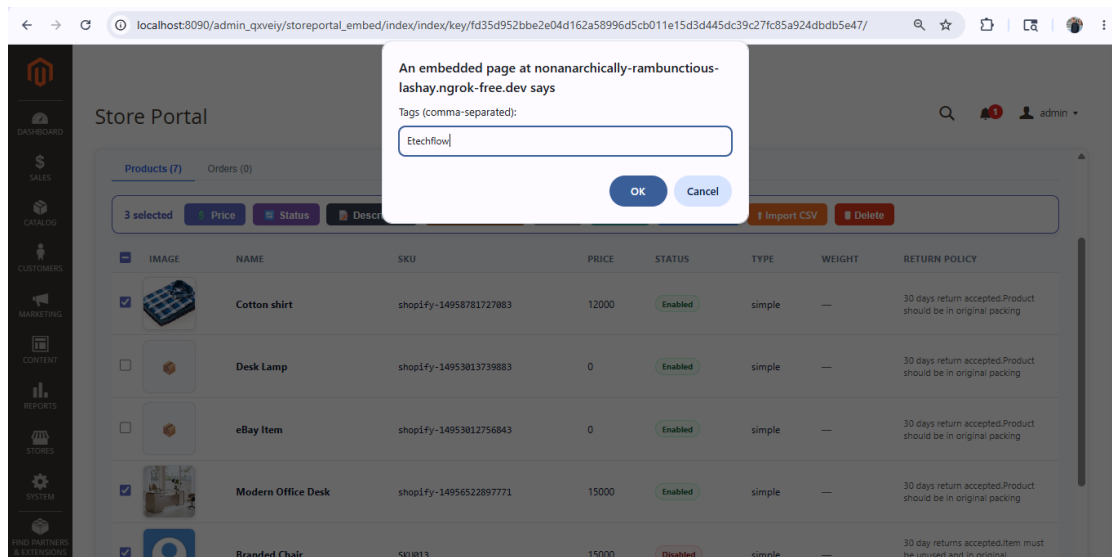 localhost:8090/admin_qxveiy/storeportal_embed/index/index/key/fd35d952bbe2e04d162a58996d5cb011e15d3d445dc39c27fc85a924dbdb5e47/
An embedded page at nonanarchically-rambunctious-
lashay.ngrok-free.dev says
Tags (comma-separated):
Etechflow
OK
Cancel
DASHBOARD
SALES
CATALOG
CUSTOMERS
MARKETING
CONTENT
REPORTS
STORES
SYSTEM
FIND PARTNERS
& EXTENSIONS
Store Portal
1
admin
Products (7) Orders (0)
3 selected Price Status Descr Import CSV Delete
IMAGE NAME SKU PRICE STATUS TYPE WEIGHT RETURN POLICY
Cotton shirt shopify-14958781727083 12000 Enabled simple — 30 days return accepted.Product
should be in original packing
Desk Lamp shopify-14953013739883 0 Enabled simple — 30 days return accepted.Product
should be in original packing
eBay Item shopify-14953012756843 0 Enabled simple — 30 days return accepted.Product
should be in original packing
Modern Office Desk shopify-14956522897771 15000 Enabled simple — 30 days return accepted.Product
should be in original packing
Branded Chair SKUP13 15000 Disabled simple — 30 day returns accepted.Item must
be unused and in original